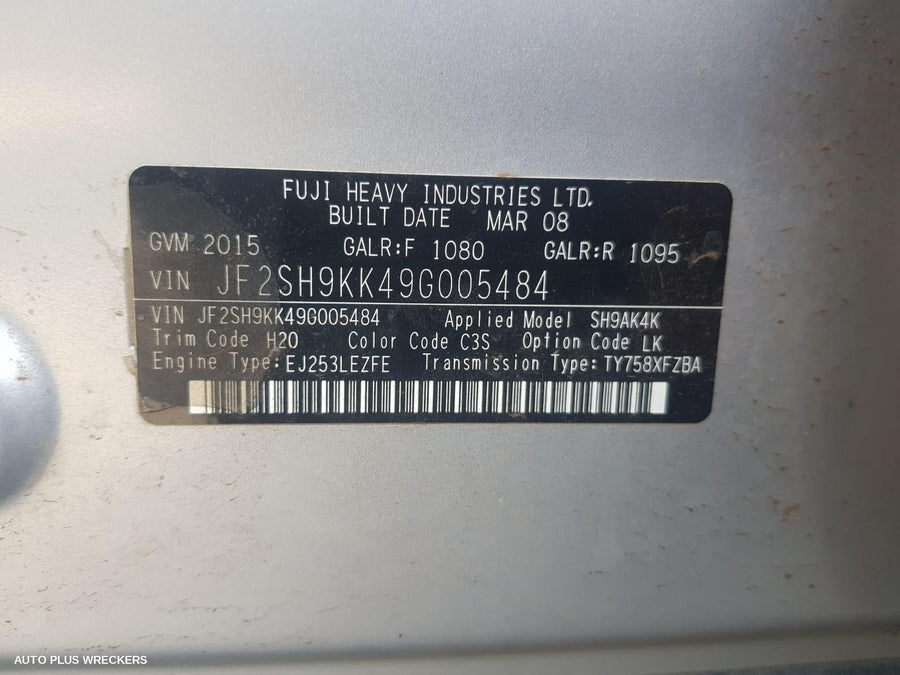 FUJI HEAVY INDUSTRIES LTD.
BUILT DATE MAR 08
GVM 2015 GALR:F 1080 GALR:R 1095
VIN JF2SH9KK49G005484
VIN JF2SH9KK49G005484 Applied Model SH9AK4K
Trim Code H20 Color Code C3S Option Code LK
Engine Type:EJ253LEZFE Transmission Type:TY758XFZBA
AUTO PLUS WRECKERS